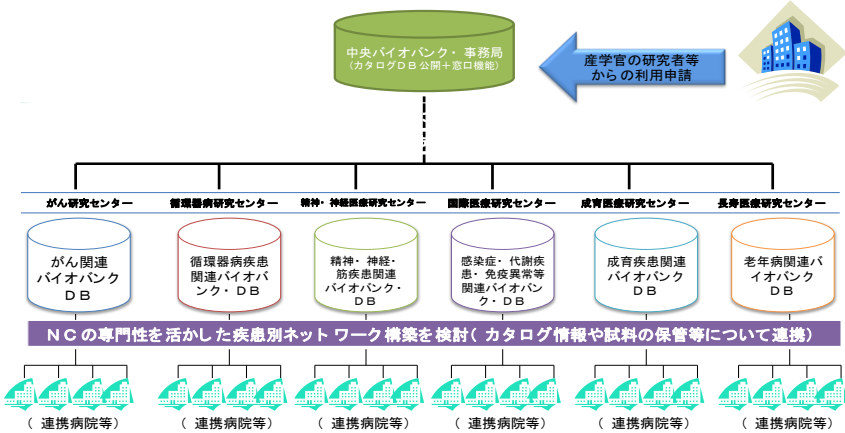 中央バイオバンク・事務局
(カタログDB公開+窓口機能)
産学官の研究者等
からの利用申請
がん研究センター
循環器病研究センター
精神・神経医療研究センター
国際医療研究センター
成育医療研究センター
長寿医療研究センター
がん関連
バイオバンク
DB
循環器病疾患
関連バイオバ
ンク・DB
精神・神経・
筋疾患関連
バイオバンク・
DB
感染症・代謝疾
患・免疫異常等
関連バイオバン
ク・DB
成育疾患関連
バイオバンク
DB
老年病関連バ
イオバンク
DB
NCの専門性を活かした疾患別ネットワーク構築を検討(カタログ情報や試料の保管等について連携)
(連携病院等)
(連携病院等)
(連携病院等)
(連携病院等)
(連携病院等)
(連携病院等)